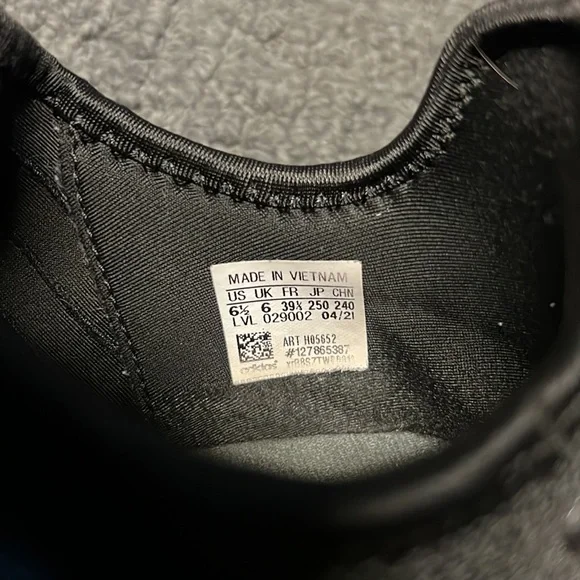 MADE IN VIETNAM
US UK FR JP CHN
6½ 6 39⅓ 250 240
LVL 029002 04/21
ART H05652
#127865387
adidas